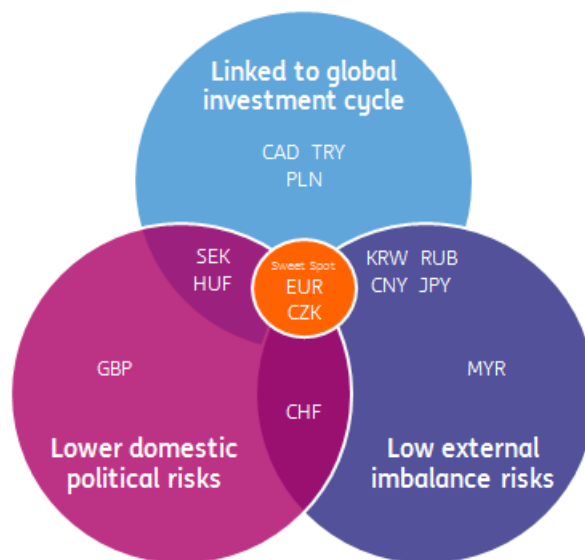 Linked to global
investment cycle
CAD TRY
PLN
SEK
HUF
Sweet Spot
EUR
CZK
KRW RUB
CNY JPY
GBP
MYR
CHF
Lower domestic
political risks
Low external
imbalance risks